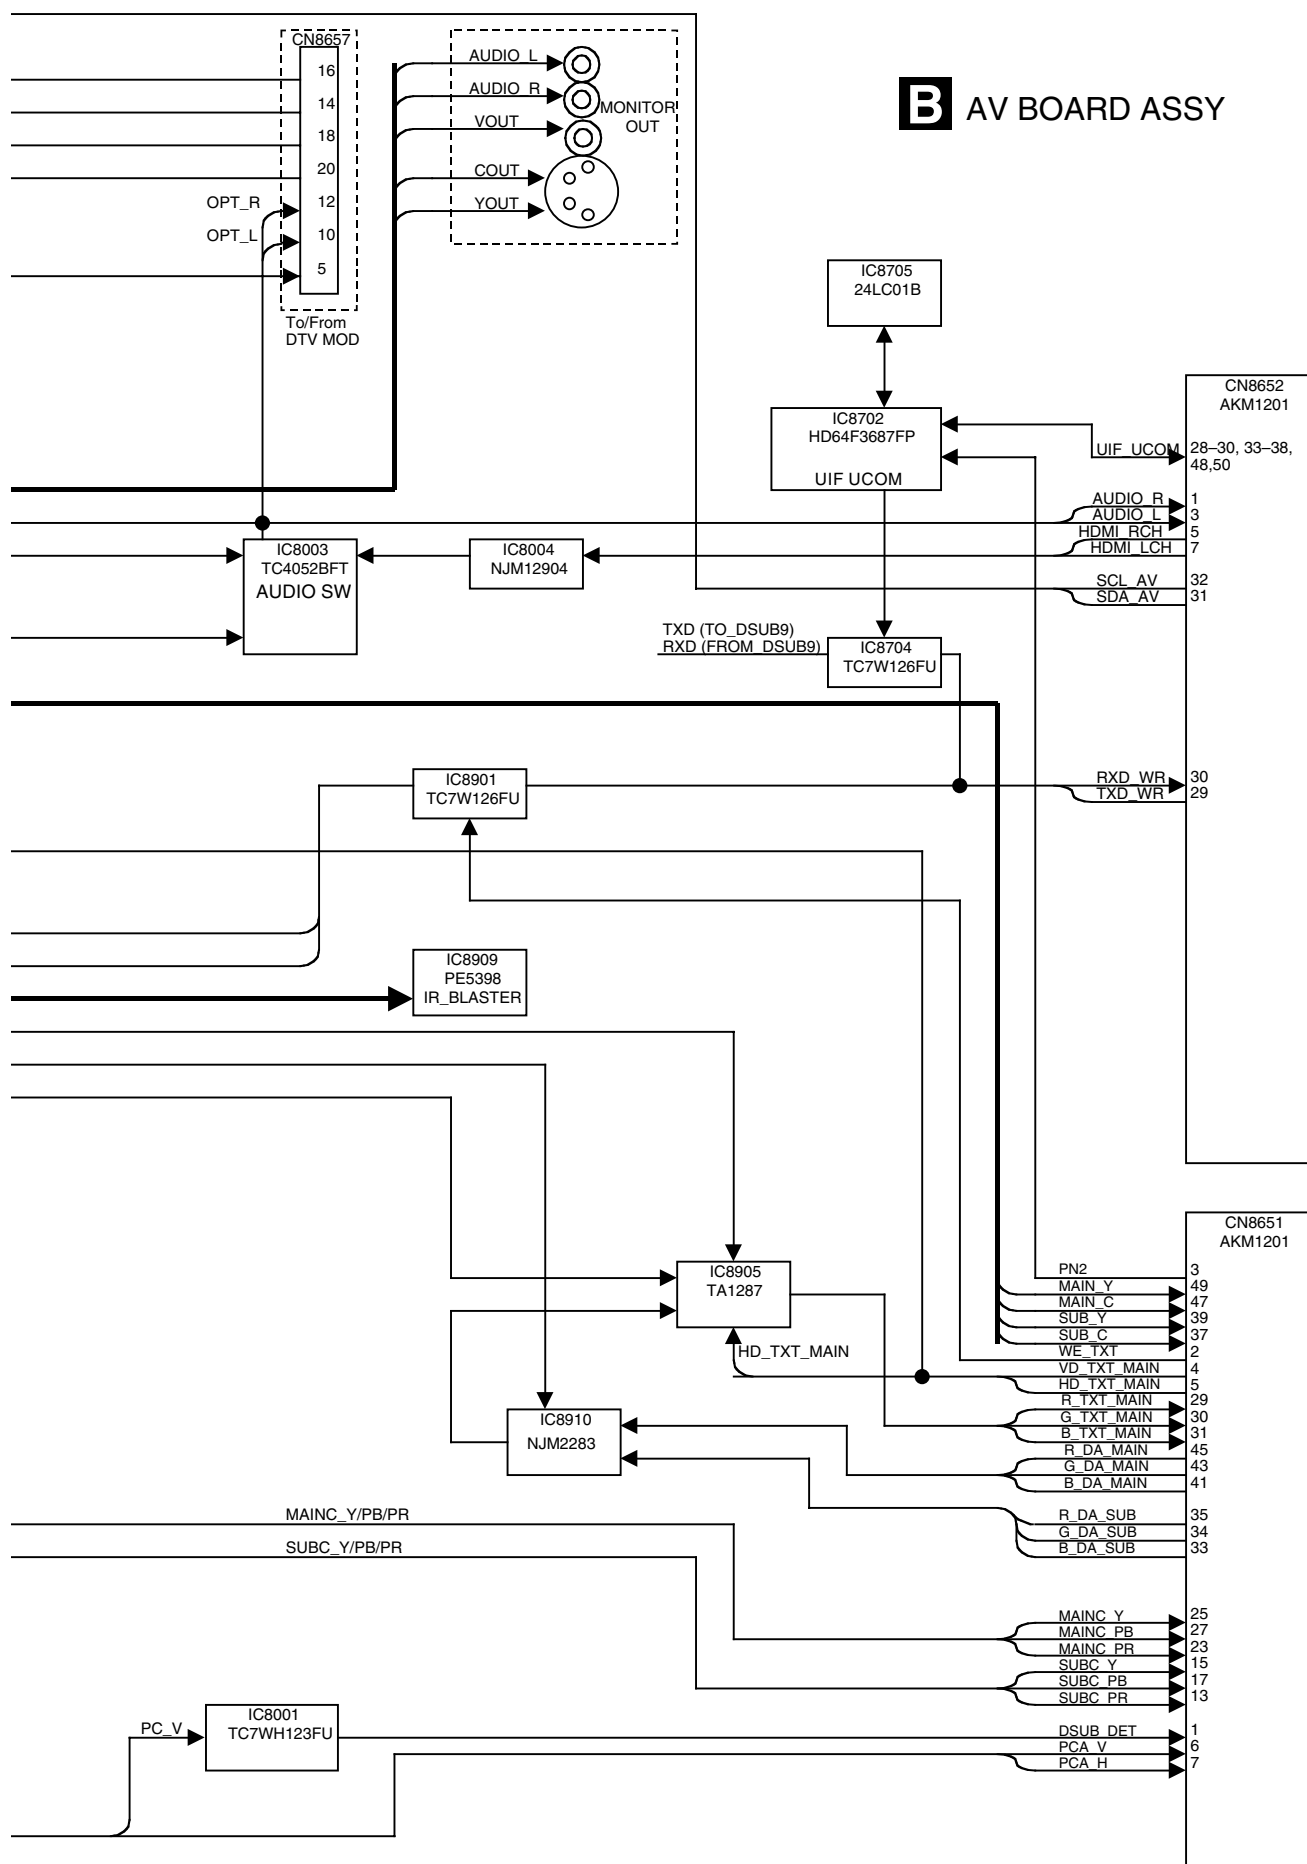 B AV BOARD ASSY
CN8657
16
14
18
20
12
10
5
OPT_R
OPT_L
To/From
DTV MOD
AUDIO_L
AUDIO_R
VOUT
COUT
YOUT
MONITOR
OUT
IC8705
24LC01B
IC8702
HD64F3687FP
UIF UCOM
CN8652
AKM1201
UIF_UCOM
28–30, 33–38,
48,50
AUDIO_R 1
AUDIO_L 3
HDMI_RCH 5
HDMI_LCH 7
SCL_AV 32
SDA_AV 31
IC8003
TC4052BFT
AUDIO SW
IC8004
NJM12904
TXD (TO_DSUB9)
RXD (FROM_DSUB9)
IC8704
TC7W126FU
IC8901
TC7W126FU
RXD_WR 30
TXD_WR 29
IC8909
PE5398
IR_BLASTER
CN8651
AKM1201
IC8905
TA1287
HD_TXT_MAIN
IC8910
NJM2283
PN2 3
MAIN_Y 49
MAIN_C 47
SUB_Y 39
SUB_C 37
WE_TXT 2
VD_TXT_MAIN 4
HD_TXT_MAIN 5
R_TXT_MAIN 29
G_TXT_MAIN 30
B_TXT_MAIN 31
R_DA_MAIN 45
G_DA_MAIN 43
B_DA_MAIN 41
R_DA_SUB 35
G_DA_SUB 34
B_DA_SUB 33
MAINC_Y/PB/PR
SUBC_Y/PB/PR
MAINC_Y 25
MAINC_PB 27
MAINC_PR 23
SUBC_Y 15
SUBC_PB 17
SUBC_PR 13
PC_V
IC8001
TC7WH123FU
DSUB_DET 1
PCA_V 6
PCA_H 7